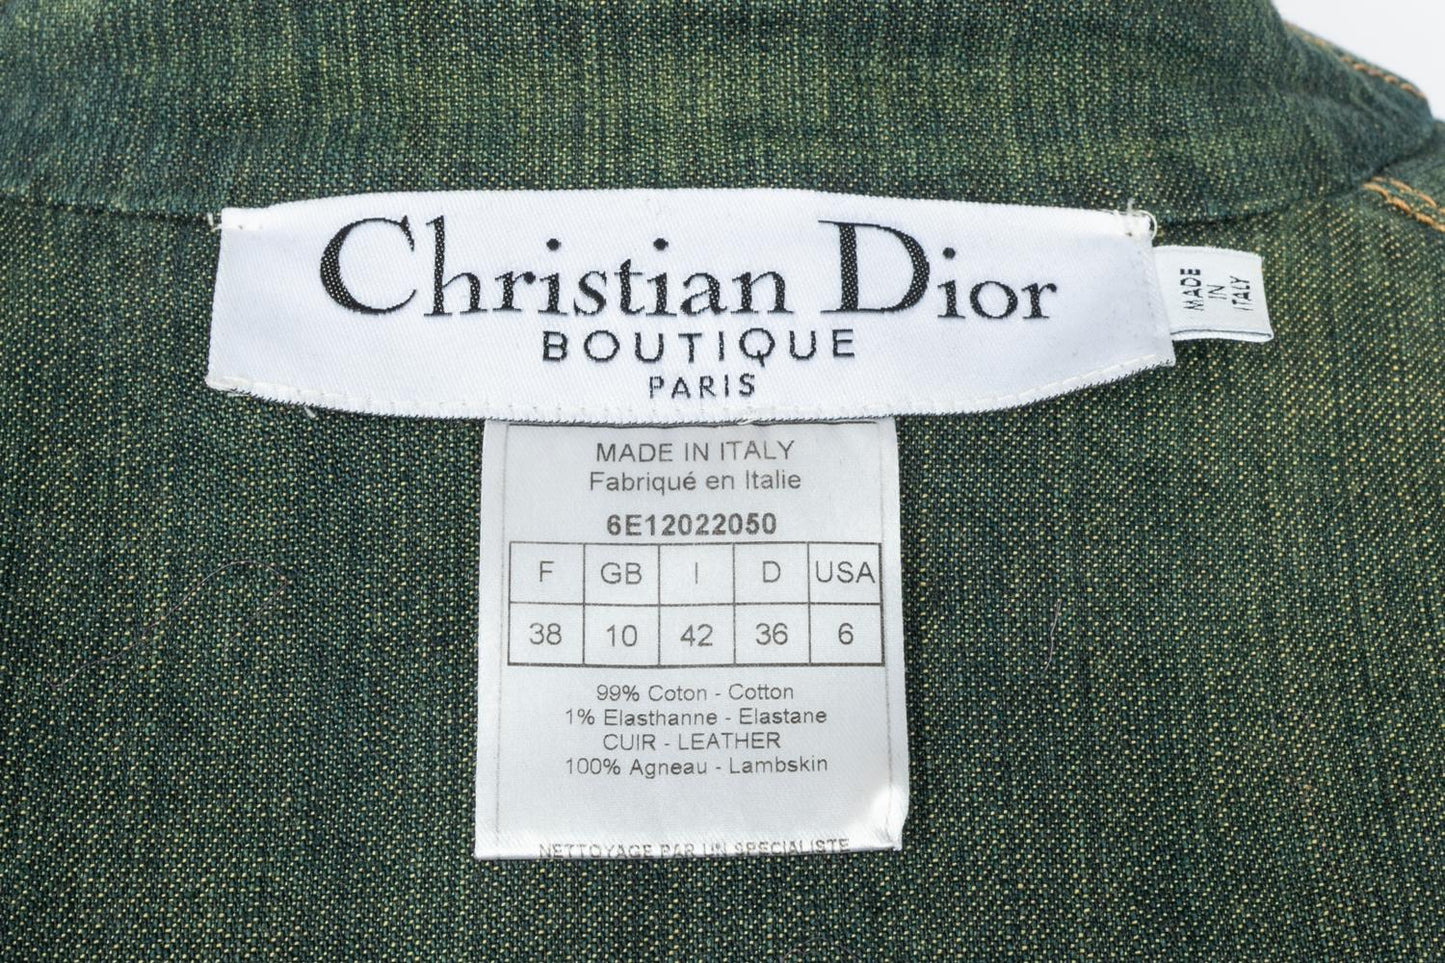 Christian Dior
BOUTIQUE
PARIS
MADE
IN
ITALY
MADE IN ITALY
Fabriqué en Italie
6E12022050
F GB I D USA
38 10 42 36 6
99% Coton - Cotton
1% Elasthanne - Elastane
CUIR - LEATHER
100% Agneau - Lambskin
NETTOYAGE PAR UN SPECIALISTE